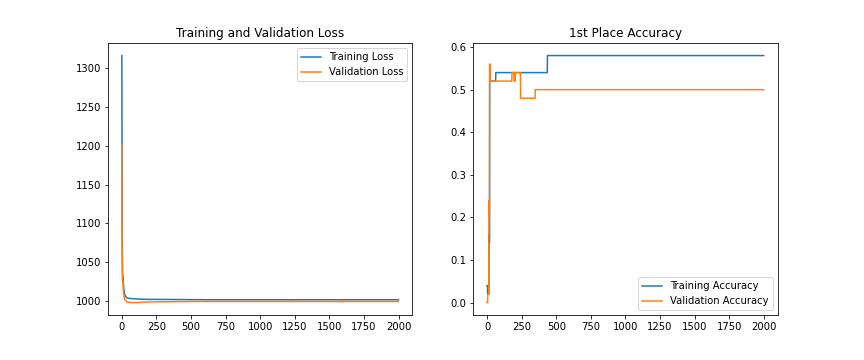 Training and Validation Loss
1300
1250
1200
1150
1100
1050
1000
0 250 500 750 1000 1250 1500 1750 2000
Training Loss
Validation Loss
1st Place Accuracy
0.6
0.5
0.4
0.3
0.2
0.1
0.0
0 250 500 750 1000 1250 1500 1750 2000
Training Accuracy
Validation Accuracy